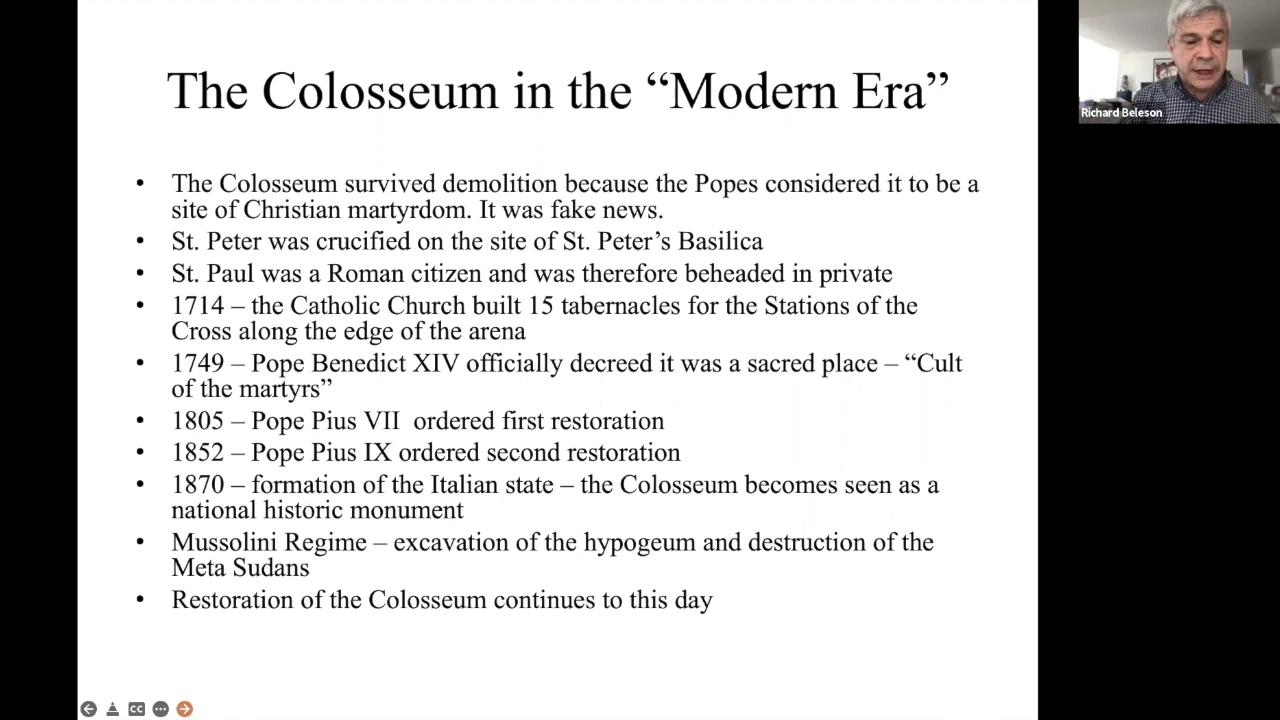 The Colosseum in the “Modern Era”
• The Colosseum survived demolition because the Popes considered it to be a
site of Christian martyrdom. It was fake news.
• St. Peter was crucified on the site of St. Peter’s Basilica
• St. Paul was a Roman citizen and was therefore beheaded in private
• 1714 – the Catholic Church built 15 tabernacles for the Stations of the
Cross along the edge of the arena
• 1749 – Pope Benedict XIV officially decreed it was a sacred place – “Cult
of the martyrs”
• 1805 – Pope Pius VII  ordered first restoration
• 1852 – Pope Pius IX ordered second restoration
• 1870 – formation of the Italian state – the Colosseum becomes seen as a
national historic monument
• Mussolini Regime – excavation of the hypogeum and destruction of the
Meta Sudans
• Restoration of the Colosseum continues to this day
Richard Beleson
CC